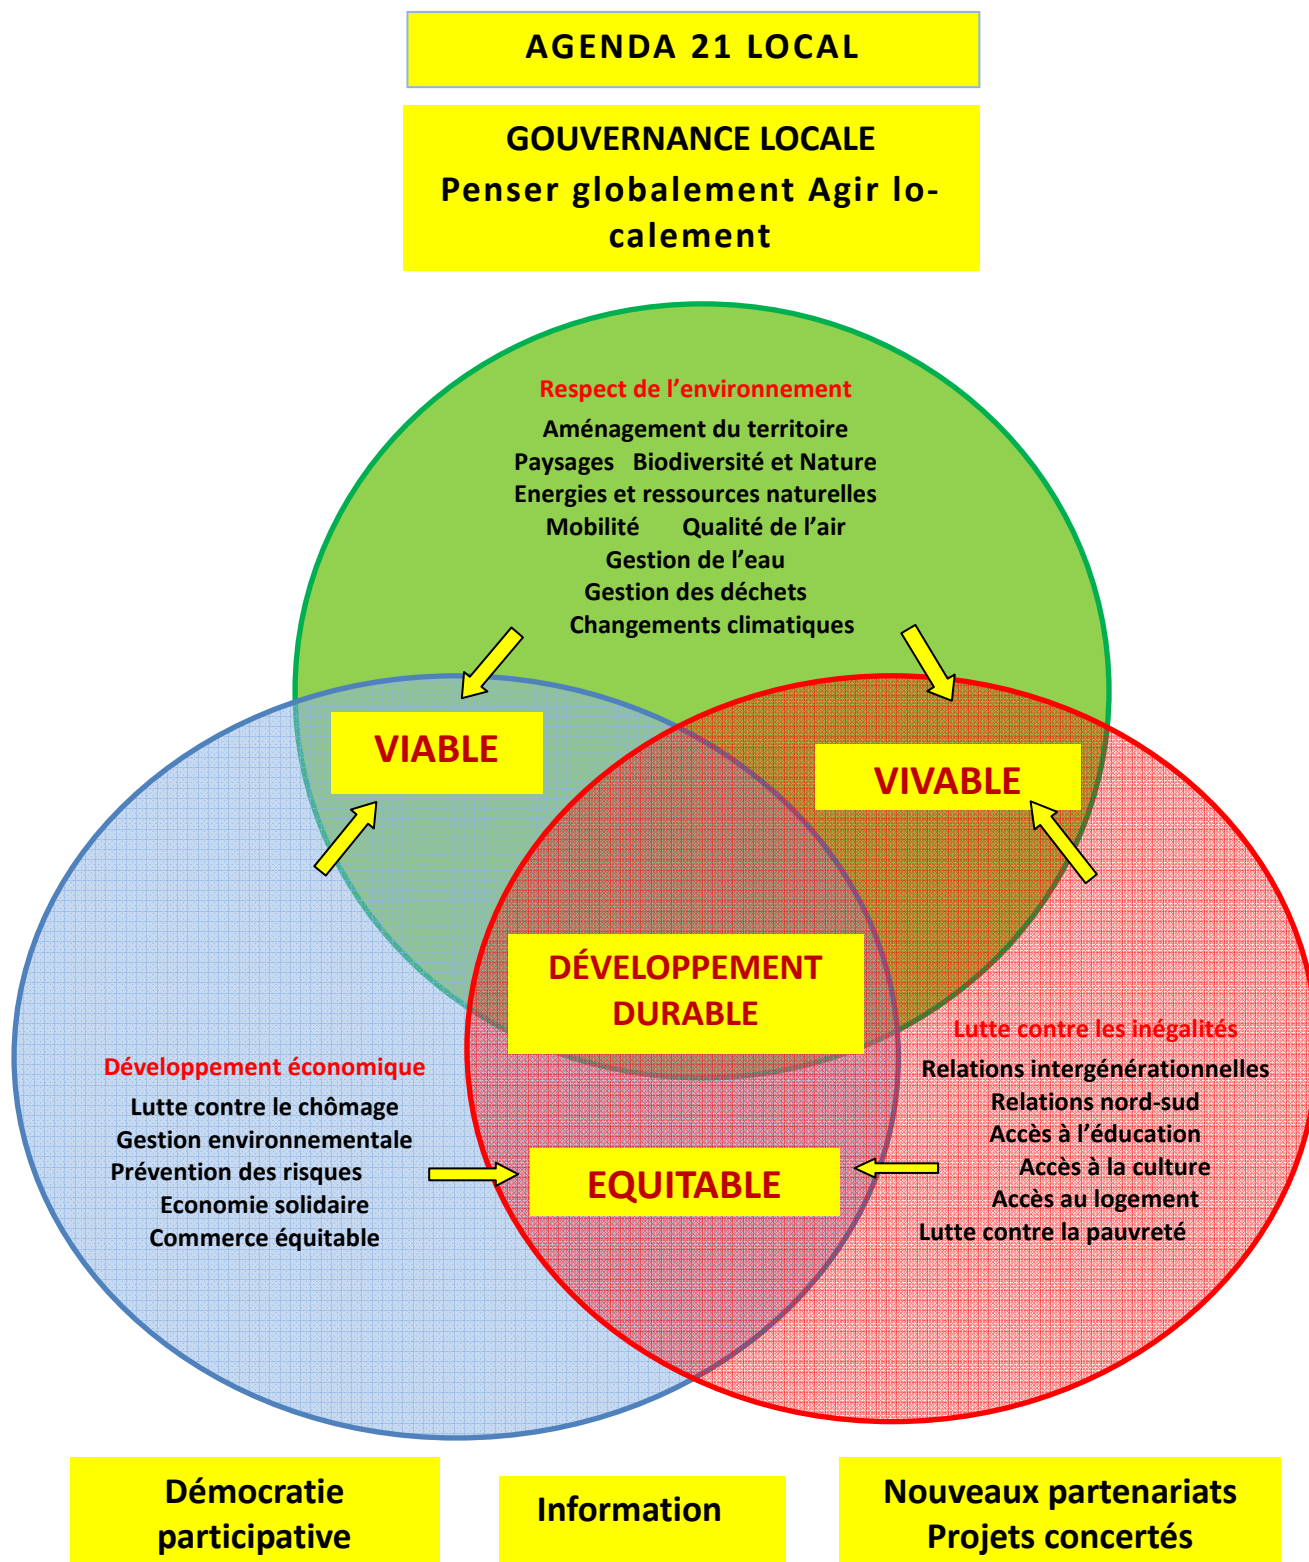 AGENDA 21 LOCAL
GOUVERNANCE LOCALE
Penser globalement Agir lo-
calement
Respect de l’environnement
Aménagement du territoire
Paysages Biodiversité et Nature
Energies et ressources naturelles
Mobilité Qualité de l’air
Gestion de l’eau
Gestion des déchets
Changements climatiques
VIABLE
VIVABLE
DÉVELOPPEMENT
DURABLE
Développement économique
Lutte contre le chômage
Gestion environnementale
Prévention des risques
Economie solidaire
Commerce équitable
EQUITABLE
Lutte contre les inégalités
Relations intergénérationnelles
Relations nord-sud
Accès à l’éducation
Accès à la culture
Accès au logement
Lutte contre la pauvreté
Démocratie
participative
Information
Nouveaux partenariats
Projets concertés